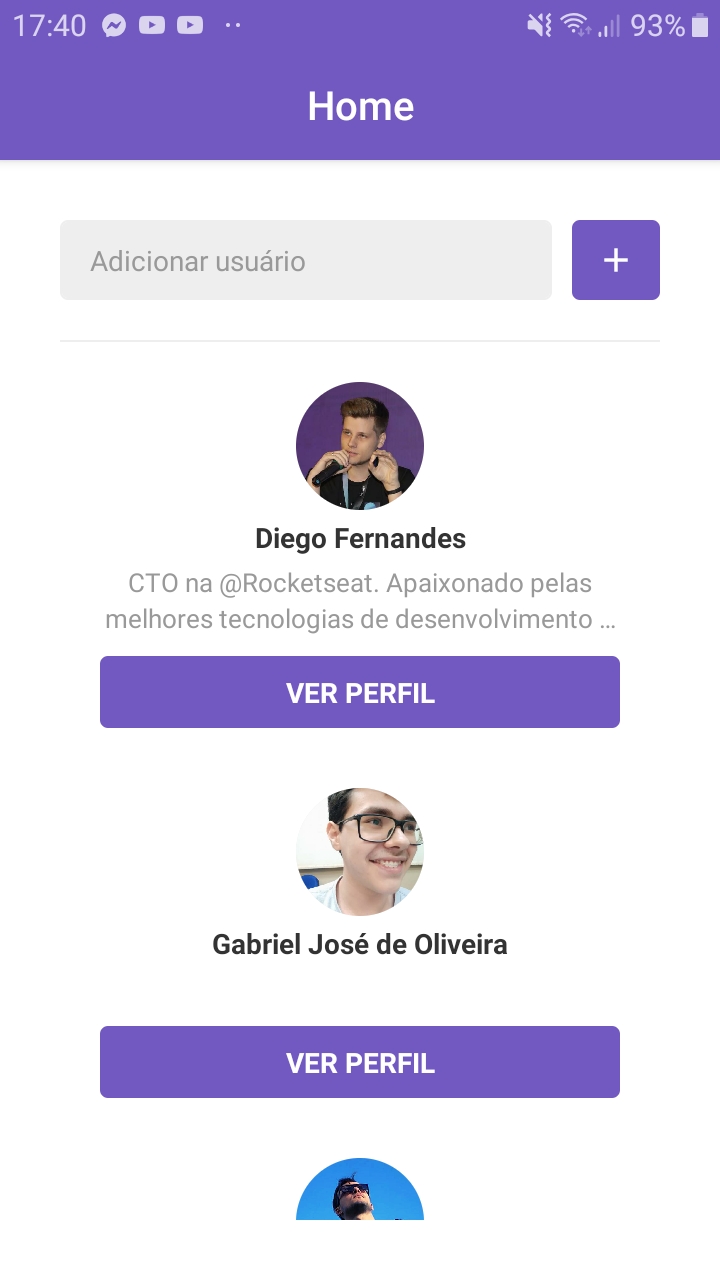 17:40
93%
Home
Adicionar usuário
+
Diego Fernandes
CTO na @Rocketseat. Apaixonado pelas
melhores tecnologias de desenvolvimento ...
VER PERFIL
Gabriel José de Oliveira
VER PERFIL